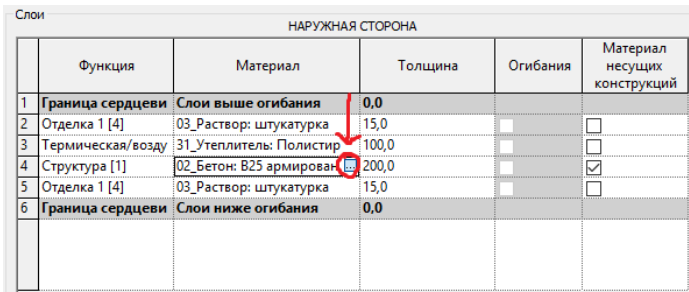 Слои
НАРУЖНАЯ СТОРОНА
Функция Материал Толщина Огибания Материал несущих конструкций
1 Граница сердцеви Слои выше огибания 0,0
2 Отделка 1 [4] 03_Раствор: штукатурка 15,0
3 Термическая/возду 31_Утеплитель: Полистир 100,0
4 Структура [1] 02_Бетон: B25 армирован ... 200,0
5 Отделка 1 [4] 03_Раствор: штукатурка 15,0
6 Граница сердцеви Слои ниже огибания 0,0